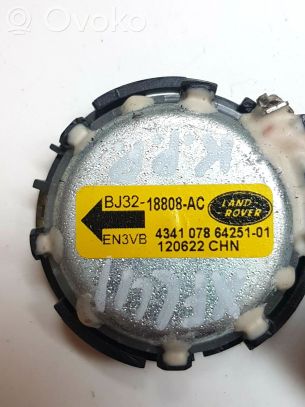 Ovoko
BJ32-18808-AC
LAND
ROVER
EN3VB
4341 078 64251-01
120622 CHN